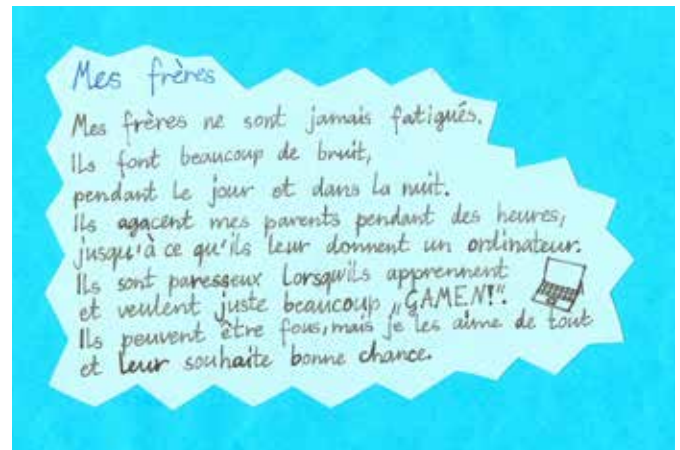 Mes frères
Mes frères ne sont jamais fatigués.
Ils font beaucoup de bruit,
pendant le jour et dans la nuit.
Ils agacent mes parents pendant des heures,
jusqu'à ce qu'ils leur donnent un ordinateur.
Ils sont paresseux lorsqu'ils apprennent
et veulent juste beaucoup „GAMEN!".
Ils peuvent être fous, mais je les aime de tout
et leur souhaite bonne chance.